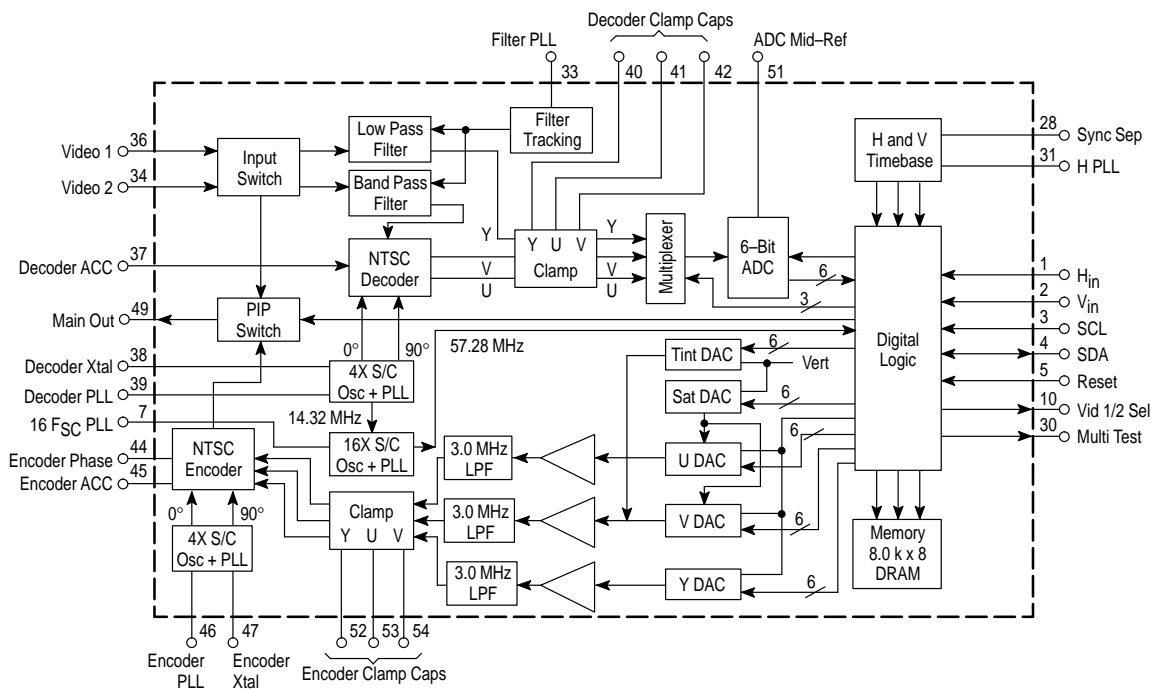 Decoder Clamp Caps
Filter PLL
ADC Mid–Ref
33
40
41
42
51
36
Video 1
34
Video 2
Input
Switch
Low Pass
Filter
Band Pass
Filter
Filter
Tracking
H and V
Timebase
28
Sync Sep
31
H PLL
37
Decoder ACC
NTSC
Decoder
Y
V
U
Y U V
Clamp
Y
V
U
Multiplexer
6–Bit
ADC
6
3
Digital
Logic
1
Hin
2
Vin
3
SCL
4
SDA
5
Reset
10
Vid 1/2 Sel
30
Multi Test
49
Main Out
PIP
Switch
38
Decoder Xtal
39
Decoder PLL
7
16 FSC PLL
0°
90°
4X S/C
Osc + PLL
57.28 MHz
14.32 MHz
16X S/C
Osc + PLL
Tint DAC
6
Vert
Sat DAC
6
44
Encoder Phase
45
Encoder ACC
NTSC
Encoder
0°
90°
4X S/C
Osc + PLL
Clamp
Y U V
3.0 MHz
LPF
U DAC
6
3.0 MHz
LPF
V DAC
6
3.0 MHz
LPF
Y DAC
6
Memory
8.0 k x 8
DRAM
46
47
52
53
54
Encoder
PLL
Encoder
Xtal
Encoder Clamp Caps